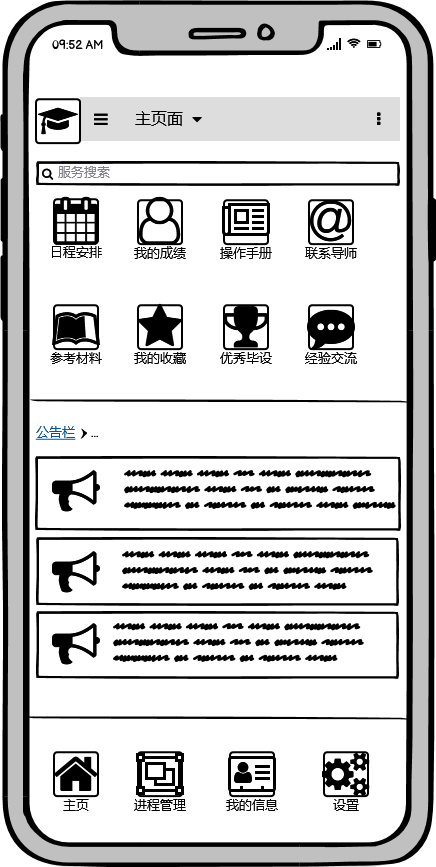 09:52 AM
主页面
服务搜索
日程安排 我的成绩 操作手册 联系导师
参考材料 我的收藏 优秀毕设 经验交流
公告栏 ...
主页 进程管理 我的信息 设置